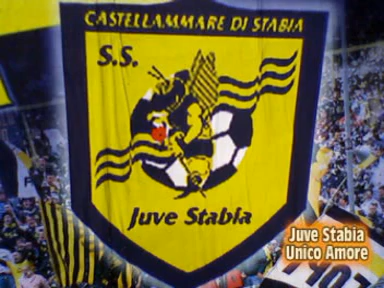 CASTELLAMMARE DI STABIA
S.S.
Juve Stabia
Juve Stabia
Unico Amore